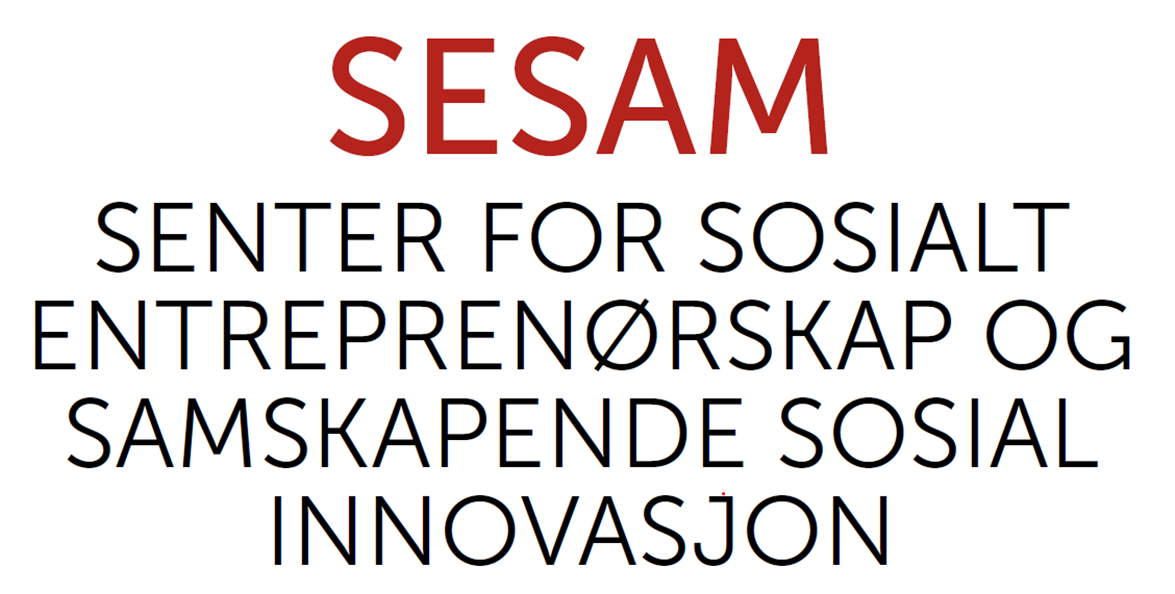 SESAM
SENTER FOR SOSIALT
ENTREPRENØRSKAP OG
SAMSKAPENDE SOSIAL
INNOVASJON